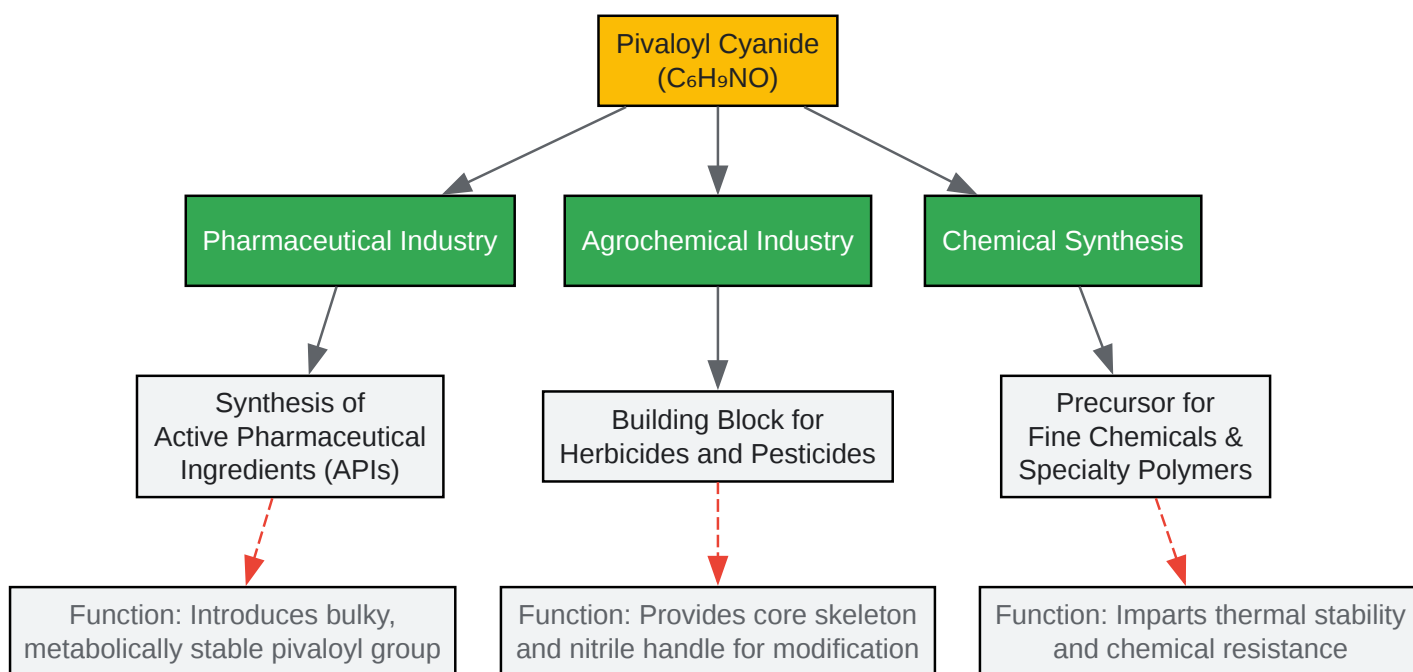 Pivaloyl Cyanide
(C₆H₉NO)
Pharmaceutical Industry
Agrochemical Industry
Chemical Synthesis
Synthesis of
Active Pharmaceutical
Ingredients (APIs)
Building Block for
Herbicides and Pesticides
Precursor for
Fine Chemicals &
Specialty Polymers
Function: Introduces bulky,
metabolically stable pivaloyl group
Function: Provides core skeleton
and nitrile handle for modification
Function: Imparts thermal stability
and chemical resistance